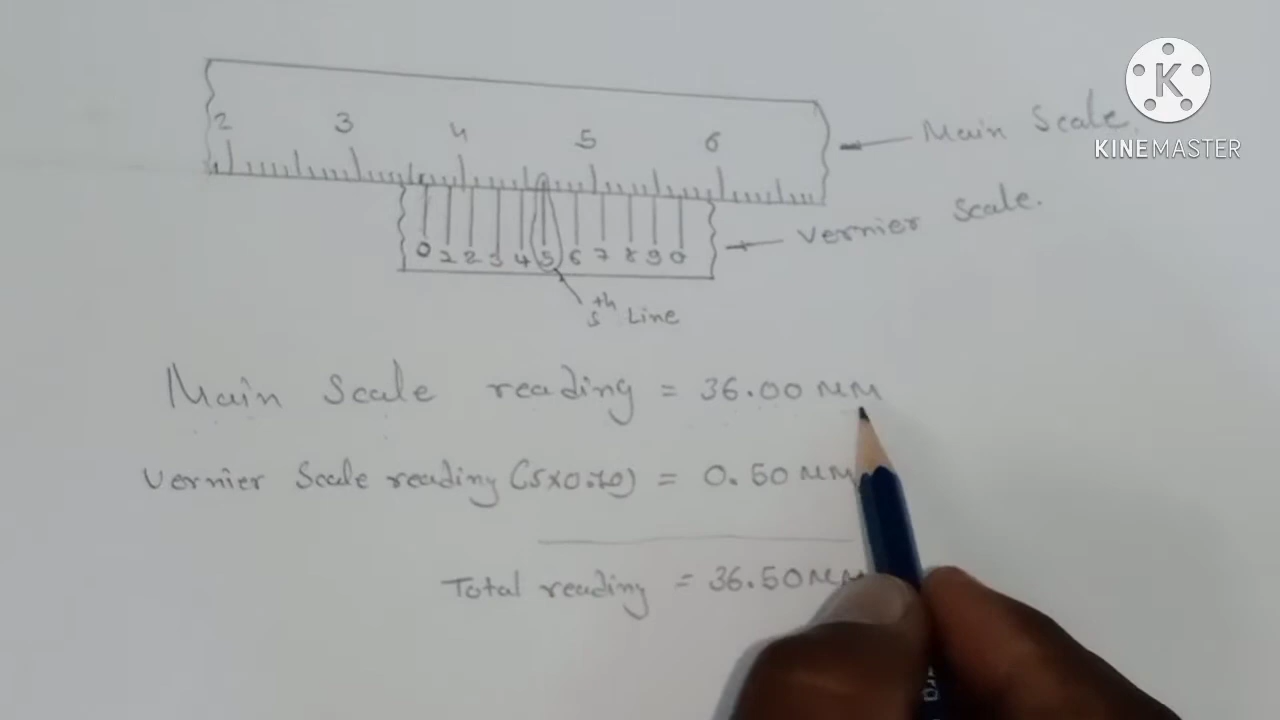 K
KINEMASTER
2 3 4 5 6
Main Scale.
0 1 2 3 4 5 6 7 8 9 0
Vernier Scale.
5th Line
Main Scale reading = 36.00 MM
Vernier Scale reading (5x0.10) = 0.50 MM
Total reading = 36.50 MM